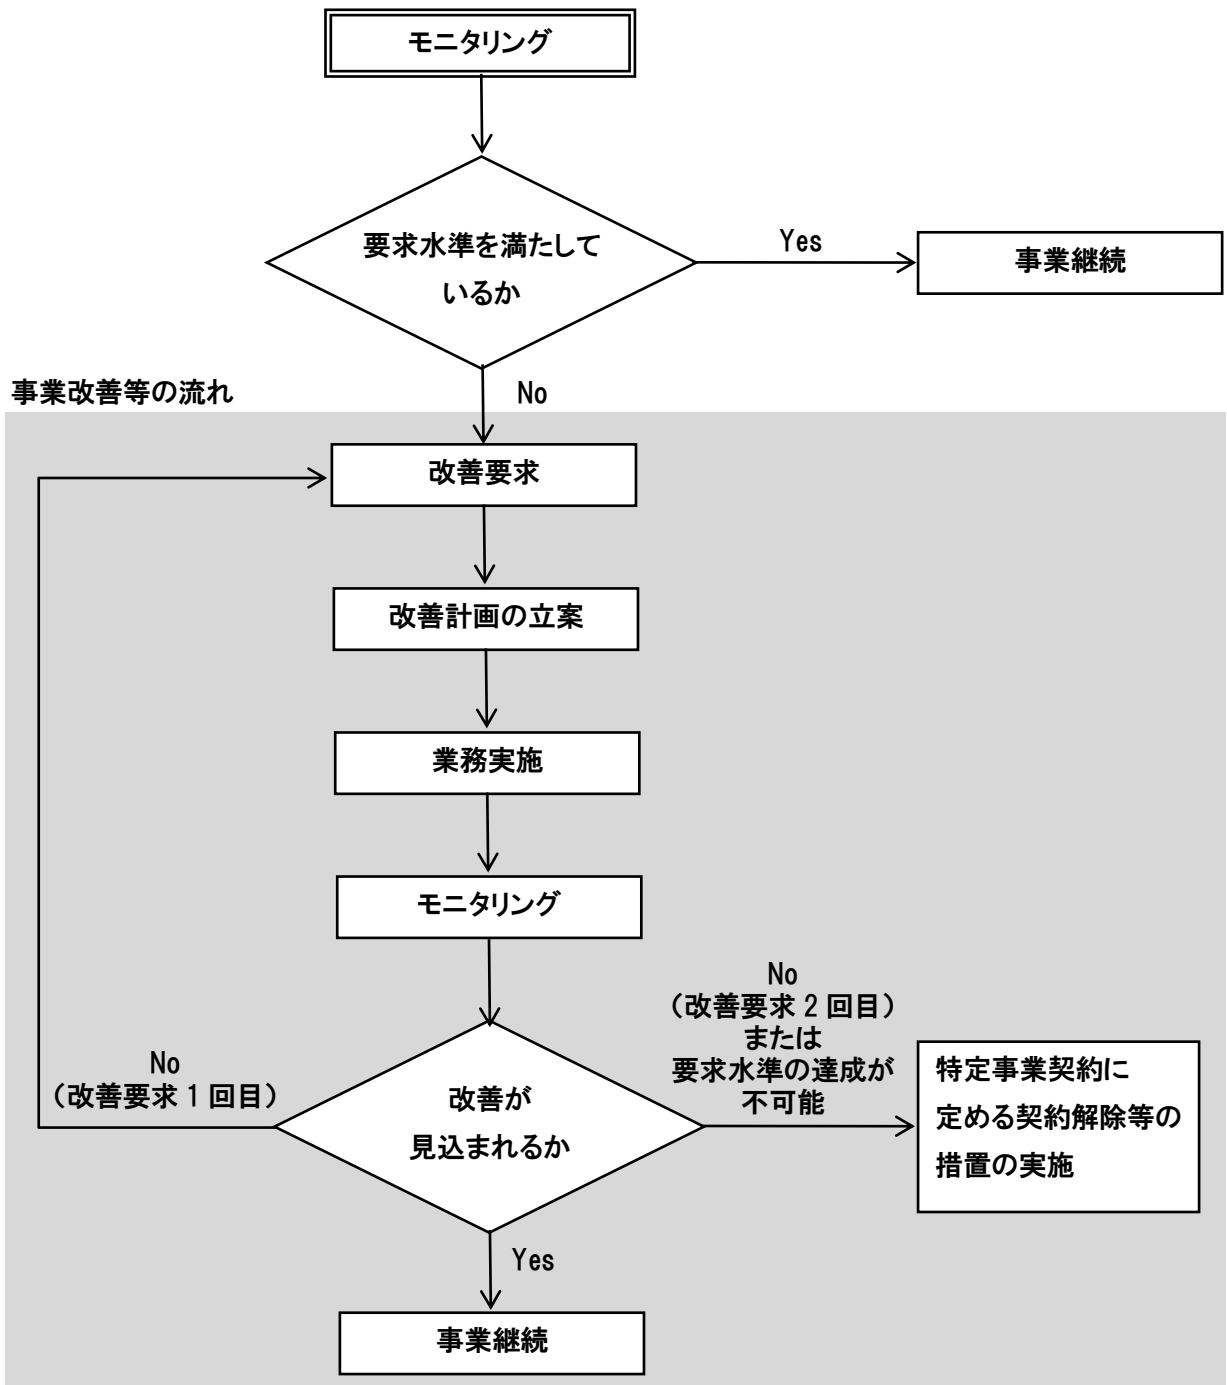 モニタリング
要求水準を満たして
いるか
Yes
事業継続
No
事業改善等の流れ
改善要求
改善計画の立案
業務実施
モニタリング
No
（改善要求２回目）
または
要求水準の達成が
不可能
No
（改善要求１回目）
改善が
見込まれるか
特定事業契約に
定める契約解除等の
措置の実施
Yes
事業継続